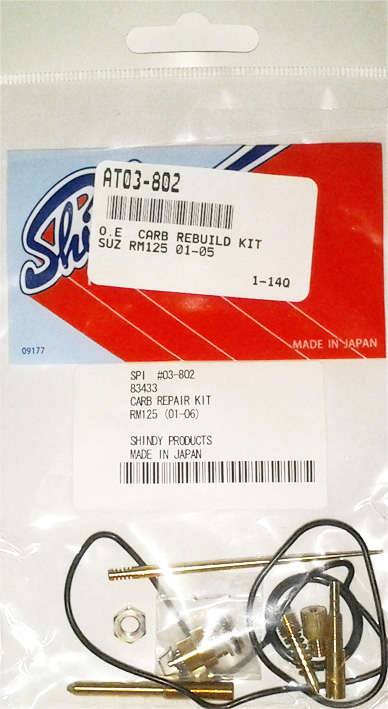 AT03-802
O.E CARB REBUILD KIT
SUZ RM125 01-05
1-14Q
Shindy
09177
MADE IN JAPAN
SPI #03-802
83433
CARB REPAIR KIT
RM125 (01-06)
SHINDY PRODUCTS
MADE IN JAPAN